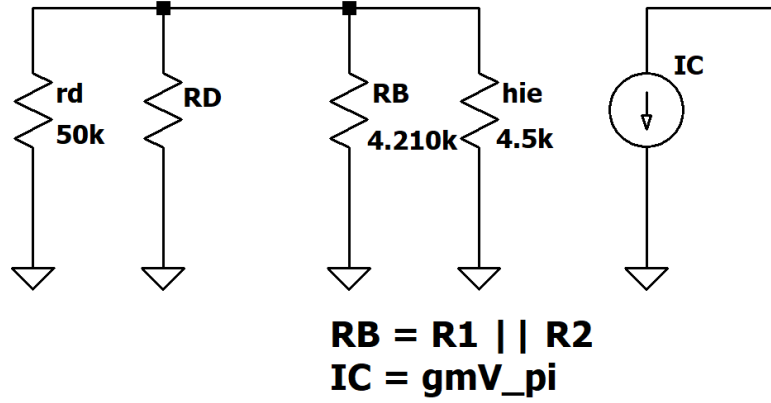 rd
50k
RD
RB
4.210k
hie
4.5k
IC
RB = R1 || R2
IC = gmV_pi